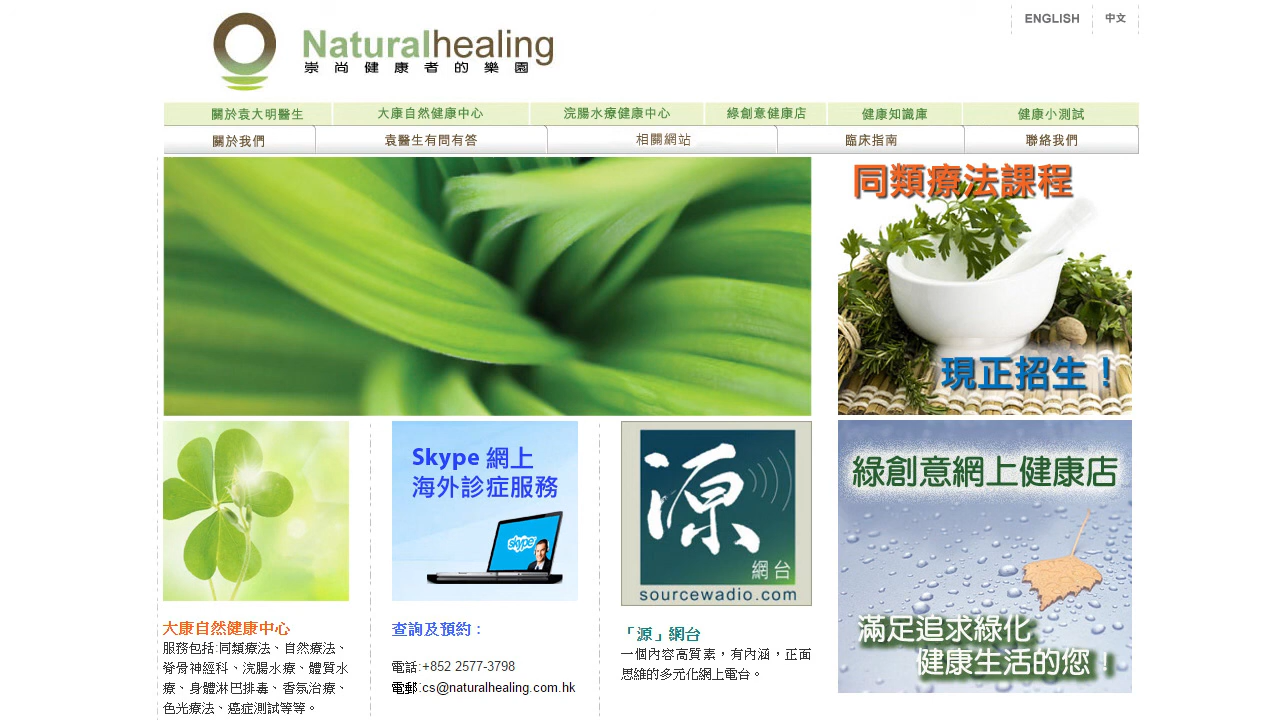 ENGLISH
中文
Naturalhealing
崇尚健康者的樂園
關於袁大明醫生
大康自然健康中心
浣腸水療健康中心
綠創意健康店
健康知識庫
健康小測試
關於我們
袁醫生有問有答
相關網站
臨床指南
聯絡我們
同類療法課程
現正招生！
Skype 網上
海外診症服務
skype
源
網台
sourcewadio.com
綠創意網上健康店
滿足追求綠化
健康生活的您！
大康自然健康中心
服務包括:同類療法、自然療法、
脊骨神經科、浣腸水療、體質水
療、身體淋巴排毒、香氛治療、
色光療法、癌症測試等等。
查詢及預約：
電話:+852 2577-3798
電郵:cs@naturalhealing.com.hk
「源」網台
一個內容高質素，有內涵，正面
思維的多元化網上電台。